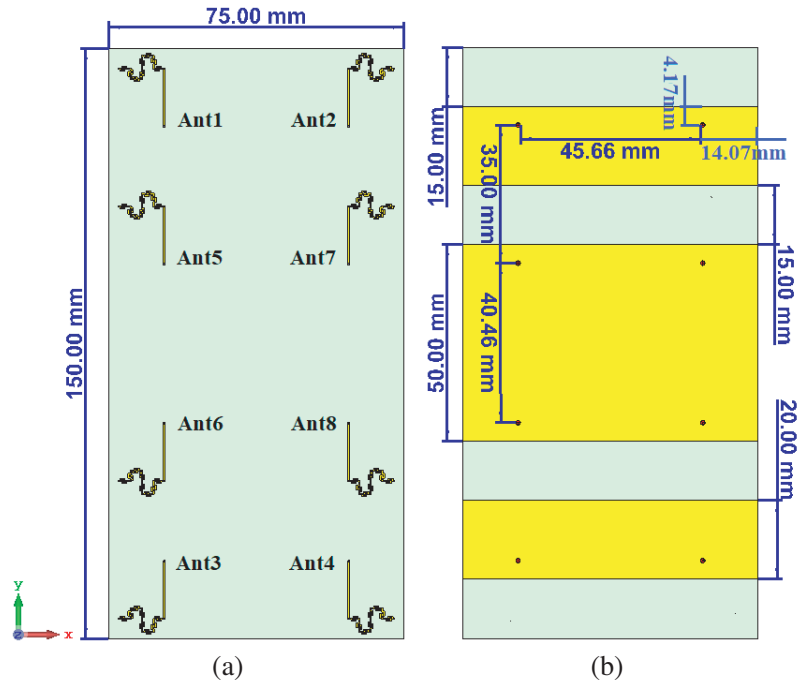 75.00 mm
Ant1
Ant2
Ant5
Ant7
150.00 mm
Ant6
Ant8
Ant3
Ant4
y
z
x
(a)
4.17mm
15.00 mm
45.66 mm
14.07mm
35.00 mm
15.00 mm
40.46 mm
50.00 mm
20.00 mm
(b)